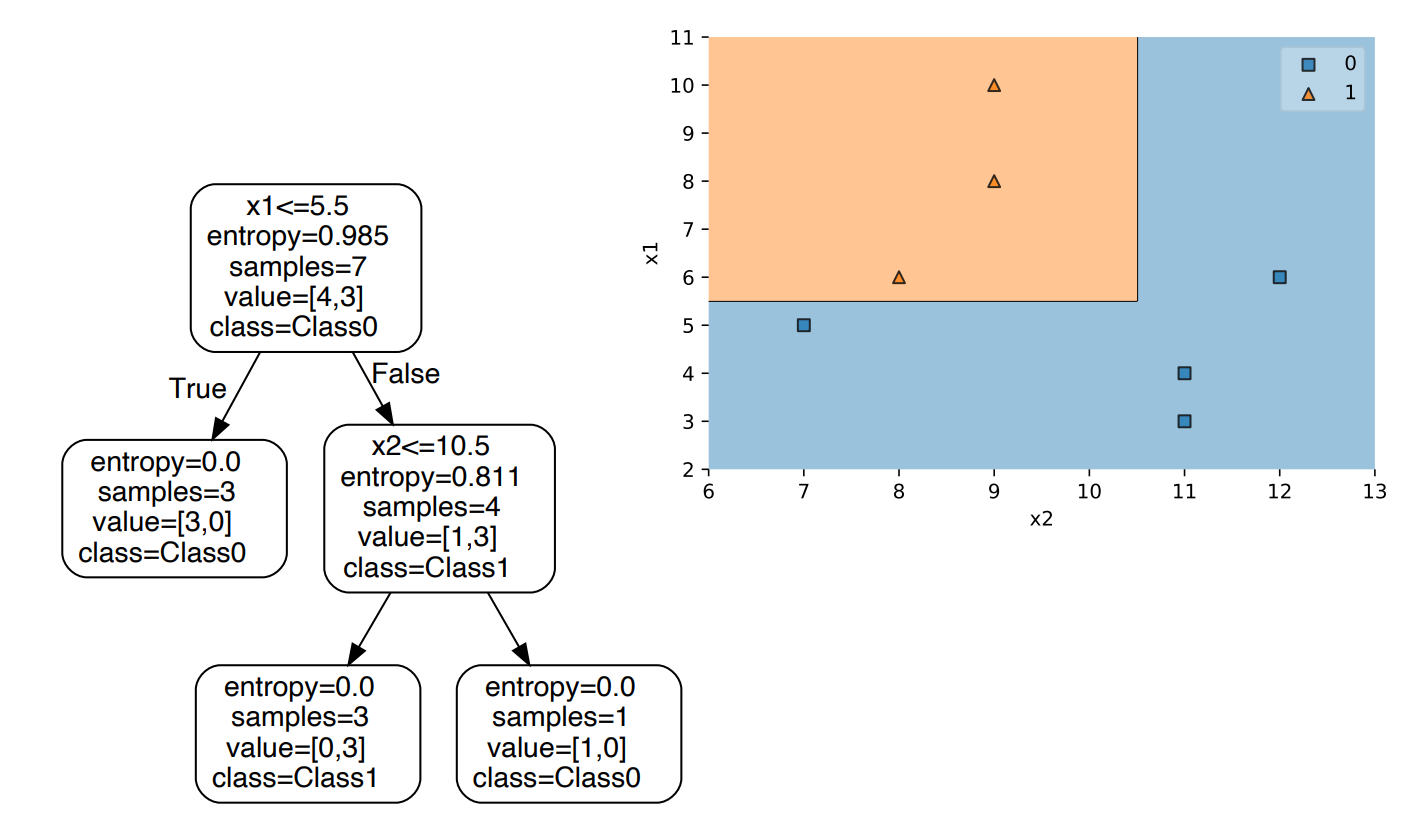 x1<=5.5
entropy=0.985
samples=7
value=[4,3]
class=Class0
True
False
entropy=0.0
samples=3
value=[3,0]
class=Class0
x2<=10.5
entropy=0.811
samples=4
value=[1,3]
class=Class1
entropy=0.0
samples=3
value=[0,3]
class=Class1
entropy=0.0
samples=1
value=[1,0]
class=Class0
11
10
9
8
7
6
5
4
3
2
x1
6 7 8 9 10 11 12 13
x2
0
1